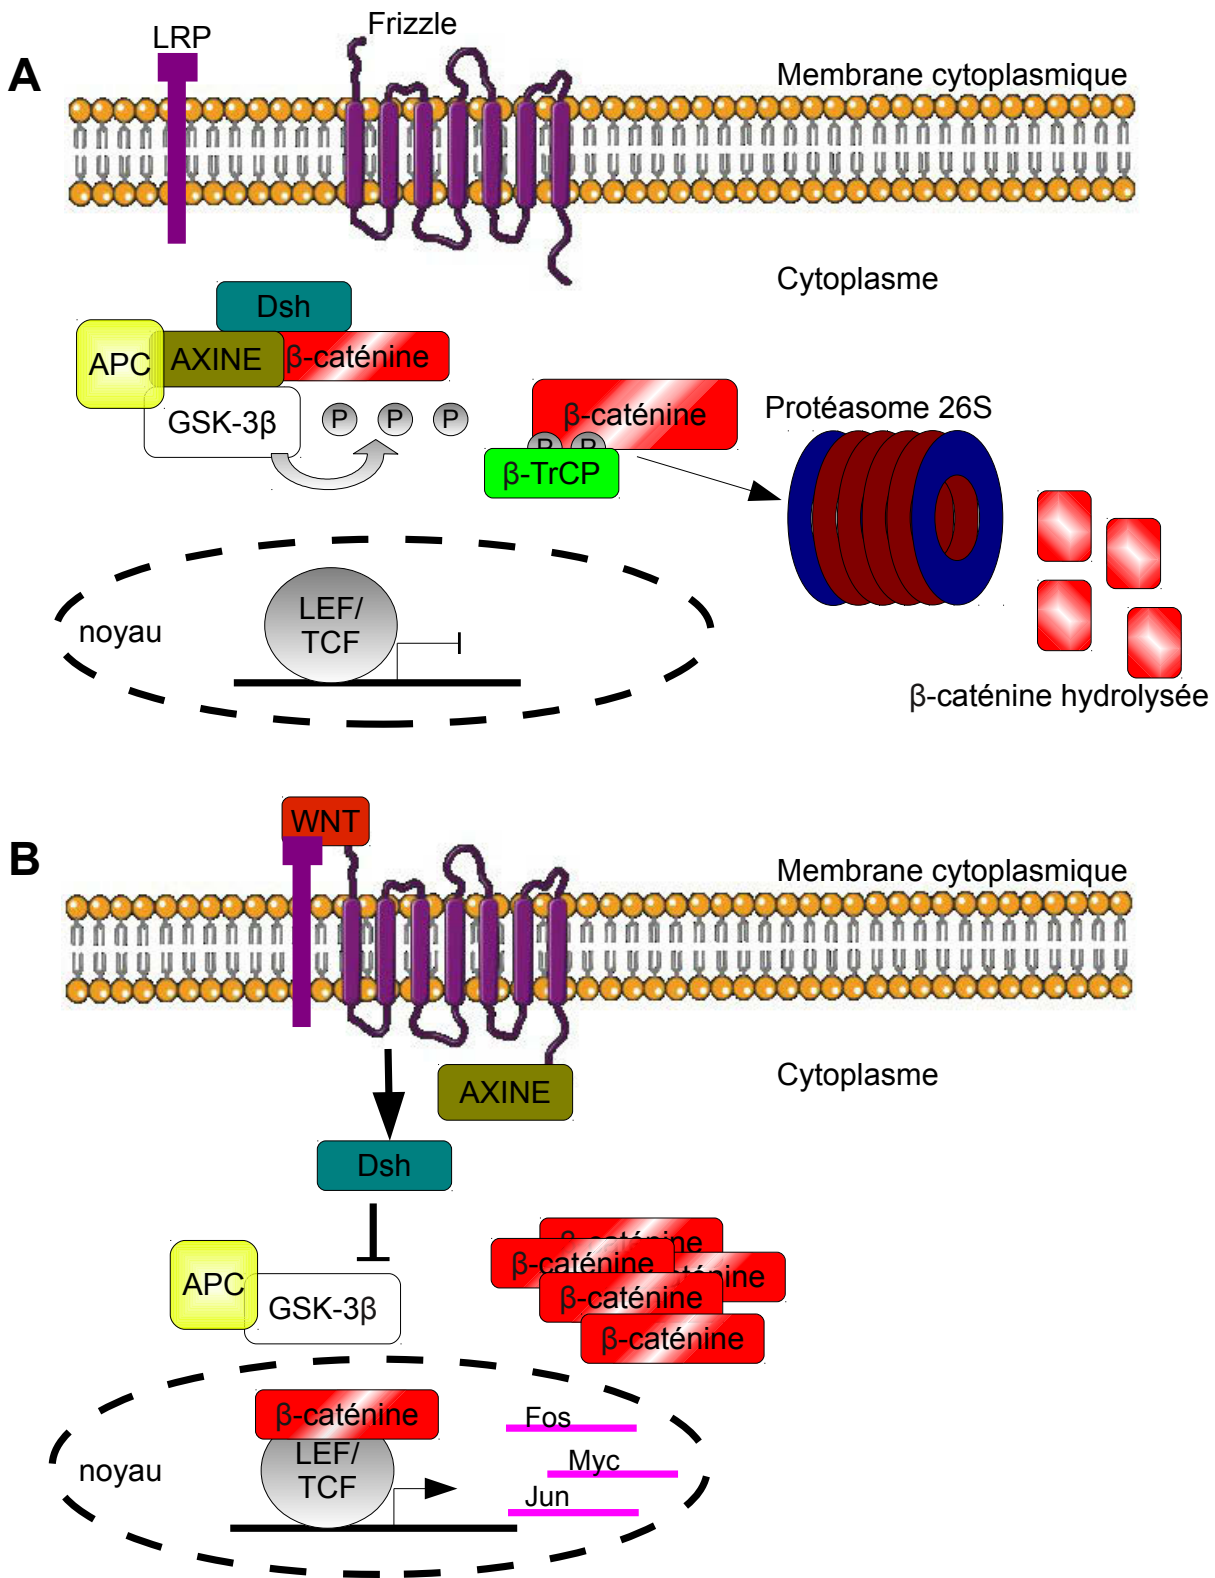 A
LRP
Frizzle
Membrane cytoplasmique
Cytoplasme
Dsh
APC
AXINE
β-caténine
GSK-3β
P
P
P
β-caténine
P
P
β-TrCP
Protéasome 26S
β-caténine hydrolysée
noyau
LEF/
TCF
B
WNT
Membrane cytoplasmique
Cytoplasme
AXINE
Dsh
APC
GSK-3β
β-caténine
β-caténine
β-caténine
β-caténine
β-caténine
noyau
β-caténine
LEF/
TCF
Fos
Myc
Jun